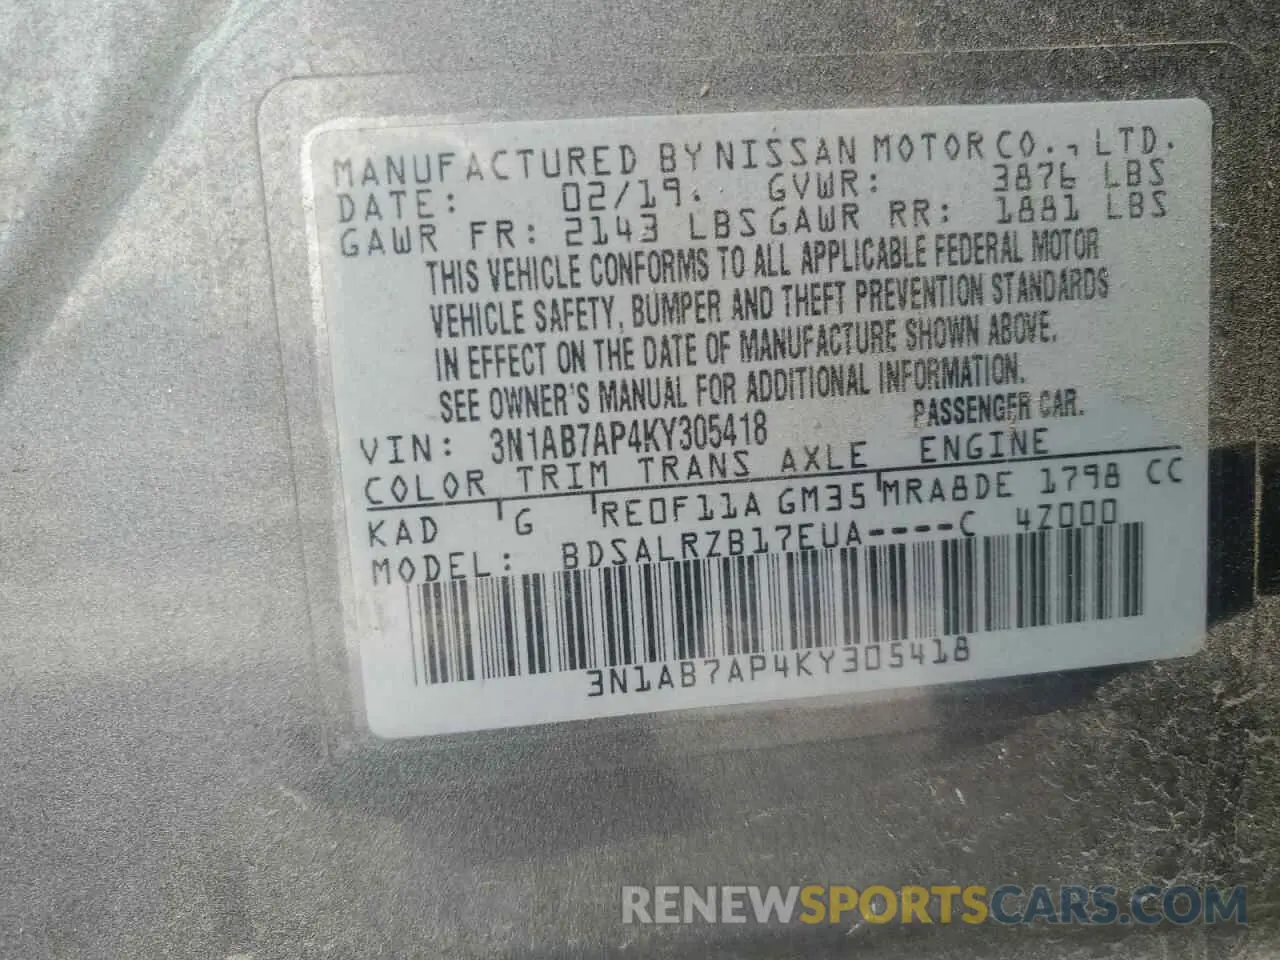 MANUFACTURED BY NISSAN MOTOR CO., LTD.
DATE: 02/19. GVWR: 3876 LBS
GAWR FR: 2143 LBS GAWR RR: 1881 LBS
THIS VEHICLE CONFORMS TO ALL APPLICABLE FEDERAL MOTOR
VEHICLE SAFETY, BUMPER AND THEFT PREVENTION STANDARDS
IN EFFECT ON THE DATE OF MANUFACTURE SHOWN ABOVE.
SEE OWNER'S MANUAL FOR ADDITIONAL INFORMATION.
VIN: 3N1AB7AP4KY305418 PASSENGER CAR.
COLOR TRIM TRANS AXLE ENGINE
KAD G RE0F11A GM35 MRA8DE 1798 CC
MODEL: BDSALRZB17EUA----C 4Z000
3N1AB7AP4KY305418
RENEWSPORTSCARS.COM